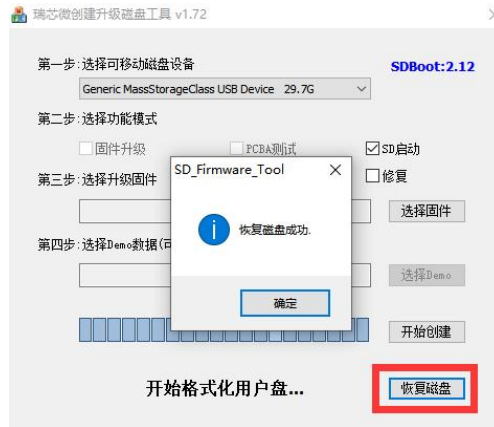 瑞芯微创建升级磁盘工具 v1.72
第一步:选择可移动磁盘设备
SDBoot:2.12
Generic MassStorageClass USB Device 29.7G
第二步:选择功能模式
固件升级
PCBA测试
SD启动
修复
第三步:选择升级固件
选择固件
第四步:选择Demo数据(可
选择Demo
SD_Firmware_Tool
恢复磁盘成功.
确定
开始创建
开始格式化用户盘...
恢复磁盘